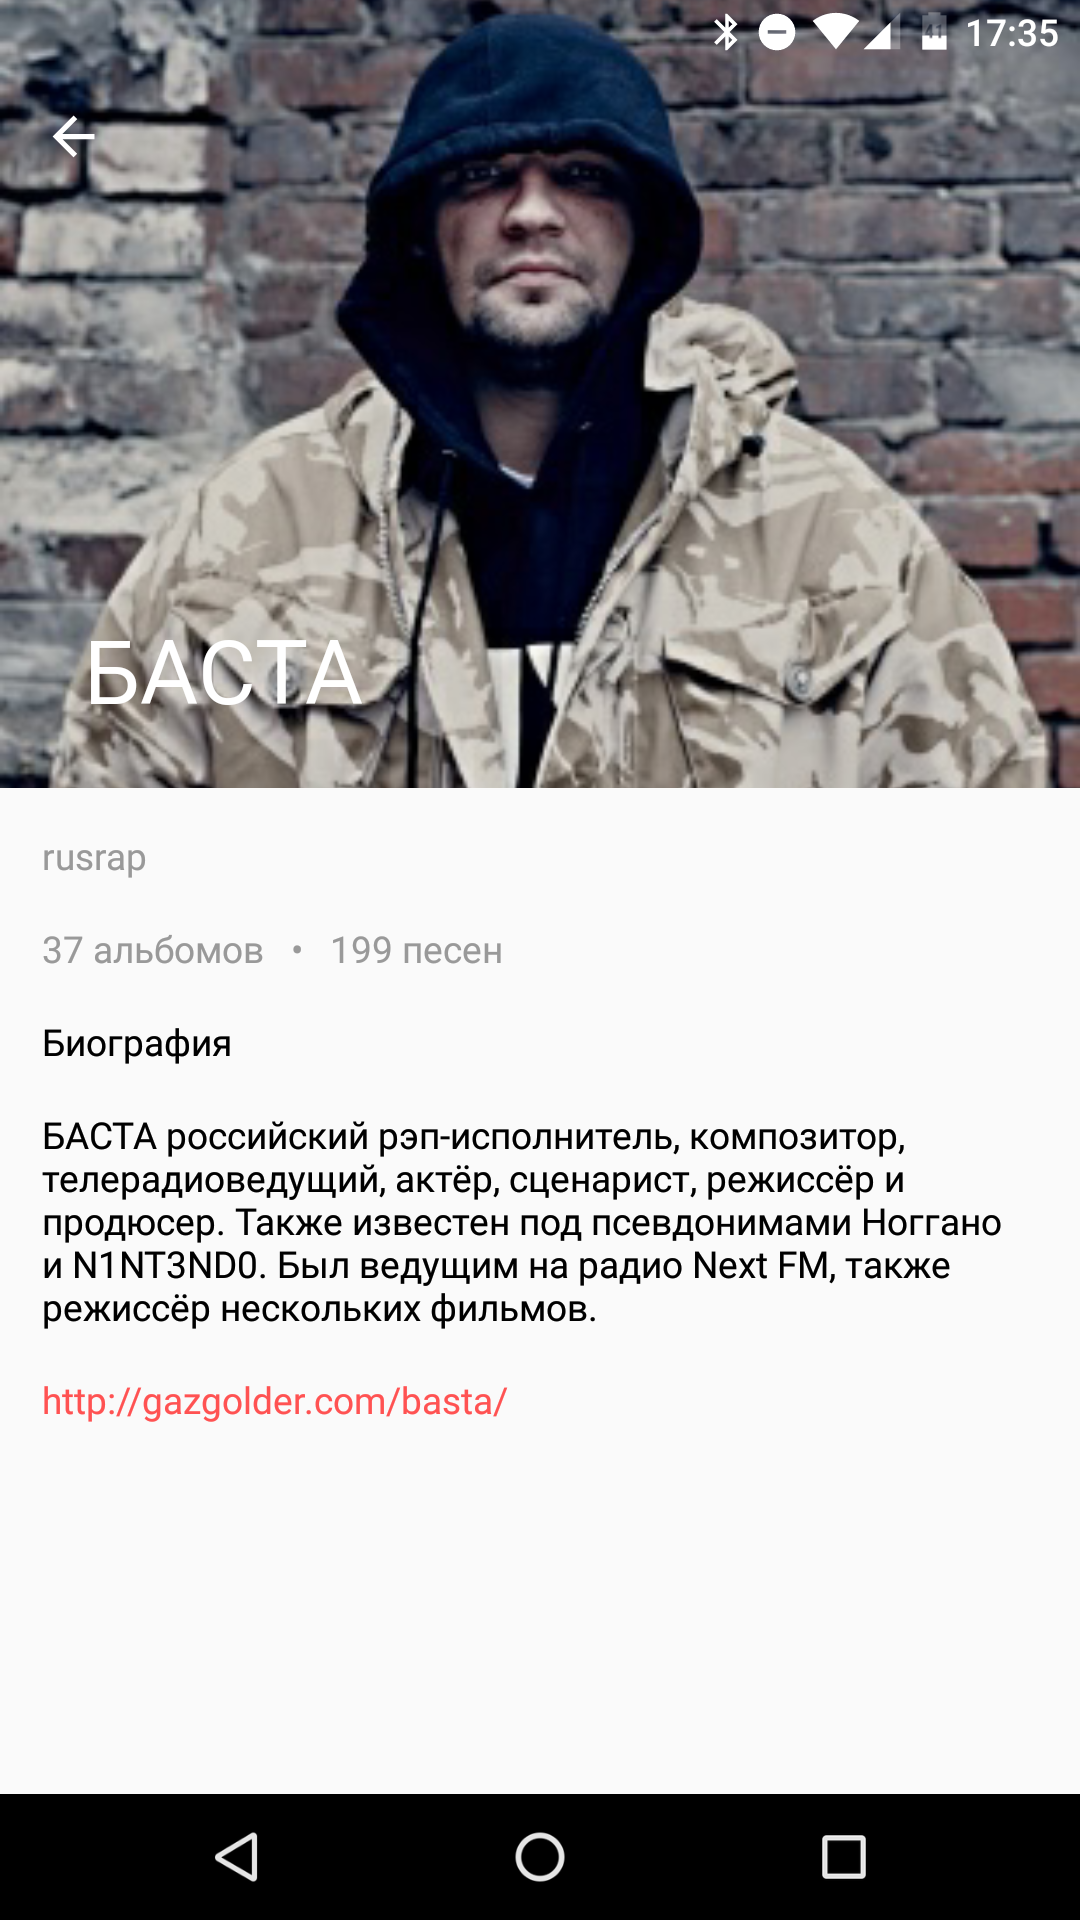 17:35
БАСТА
rusrap
37 альбомов • 199 песен
Биография
БАСТА российский рэп-исполнитель, композитор,
телерадиоведущий, актёр, сценарист, режиссёр и
продюсер. Также известен под псевдонимами Ноггано
и N1NT3ND0. Был ведущим на радио Next FM, также
режиссёр нескольких фильмов.
http://gazgolder.com/basta/